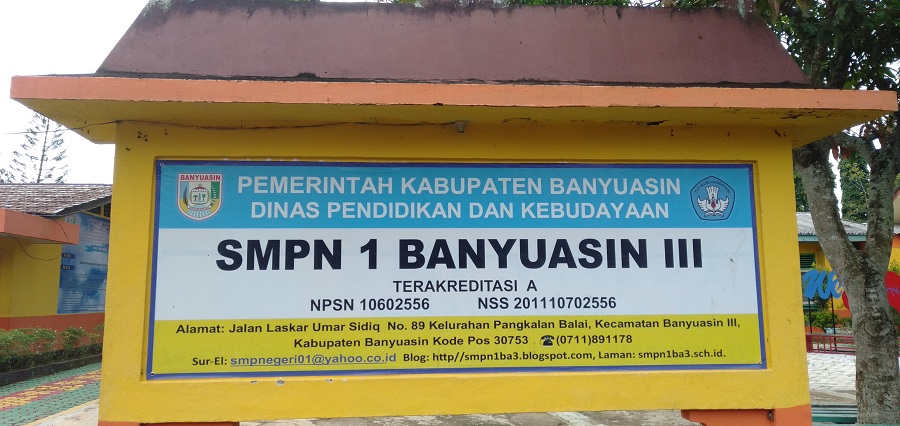 BANYUASIN
PEMERINTAH KABUPATEN BANYUASIN
DINAS PENDIDIKAN DAN KEBUDAYAAN
SMPN 1 BANYUASIN III
TERAKREDITASI A
NPSN 10602556 NSS 201110702556
Alamat: Jalan Laskar Umar Sidiq No. 89 Kelurahan Pangkalan Balai, Kecamatan Banyuasin III,
Kabupaten Banyuasin Kode Pos 30753 ☎(0711)891178
Sur-El: smpnegeri01@yahoo.co.id Blog: http//smpn1ba3.blogspot.com, Laman: smpn1ba3.sch.id.